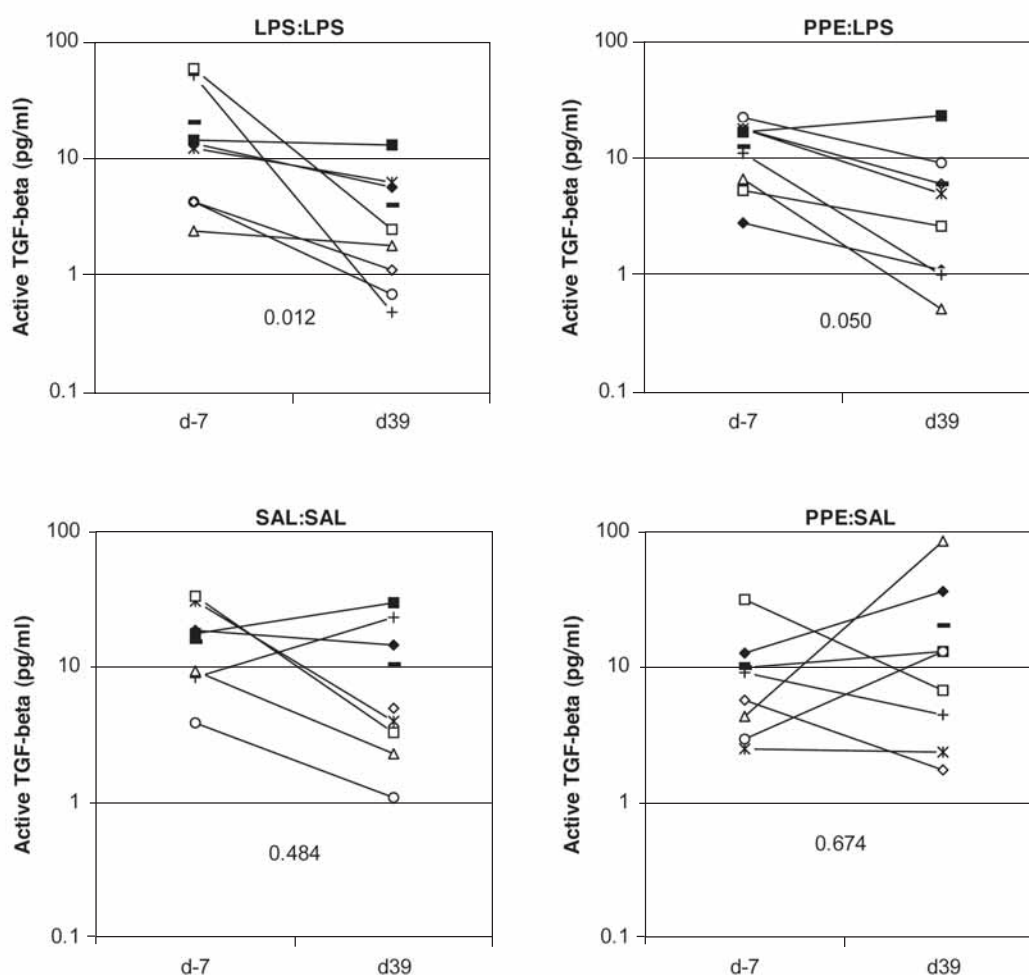 LPS:LPS
100
10
1
0.1
Active TGF-beta (pg/ml)
0.012
d-7 d39
PPE:LPS
100
10
1
0.1
Active TGF-beta (pg/ml)
0.050
d-7 d39
SAL:SAL
100
10
1
0.1
Active TGF-beta (pg/ml)
0.484
d-7 d39
PPE:SAL
100
10
1
0.1
Active TGF-beta (pg/ml)
0.674
d-7 d39